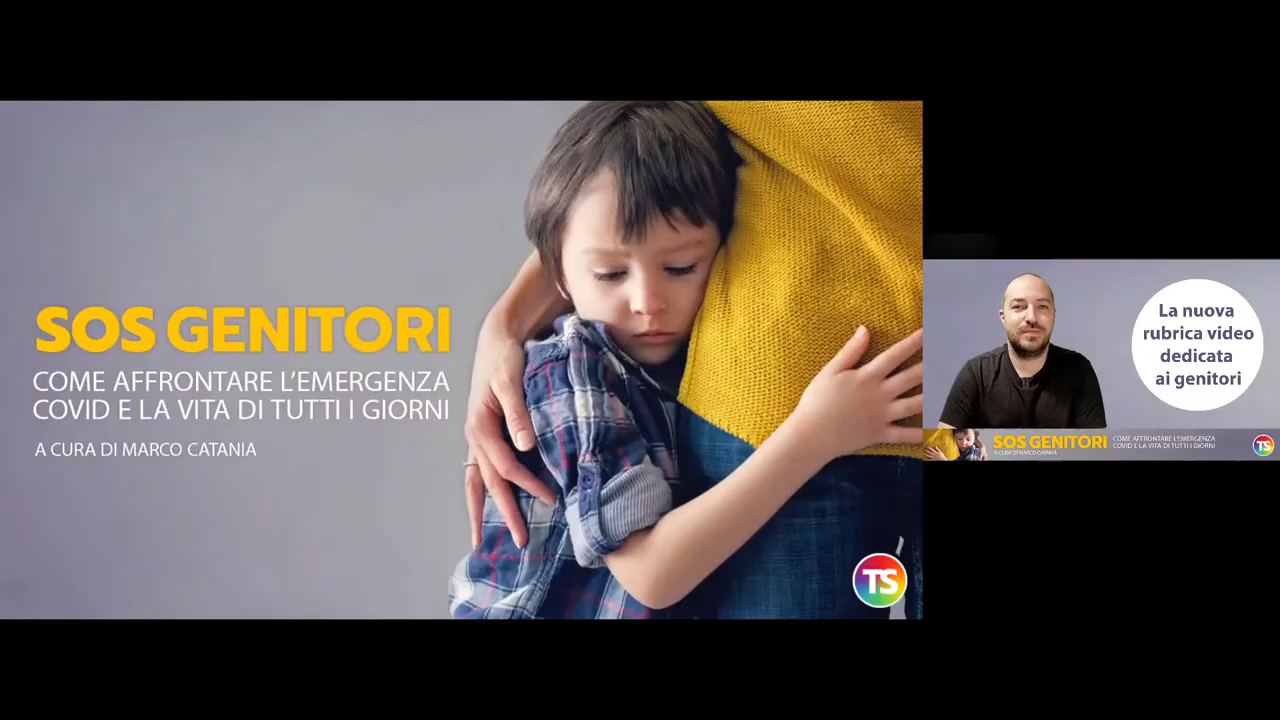 SOS GENITORI
COME AFFRONTARE L'EMERGENZA
COVID E LA VITA DI TUTTI I GIORNI
A CURA DI MARCO CATANIA
TS
La nuova
rubrica video
dedicata
ai genitori
SOS GENITORI
COME AFFRONTARE L'EMERGENZA
COVID E LA VITA DI TUTTI I GIORNI
A CURA DI MARCO CATANIA
TS